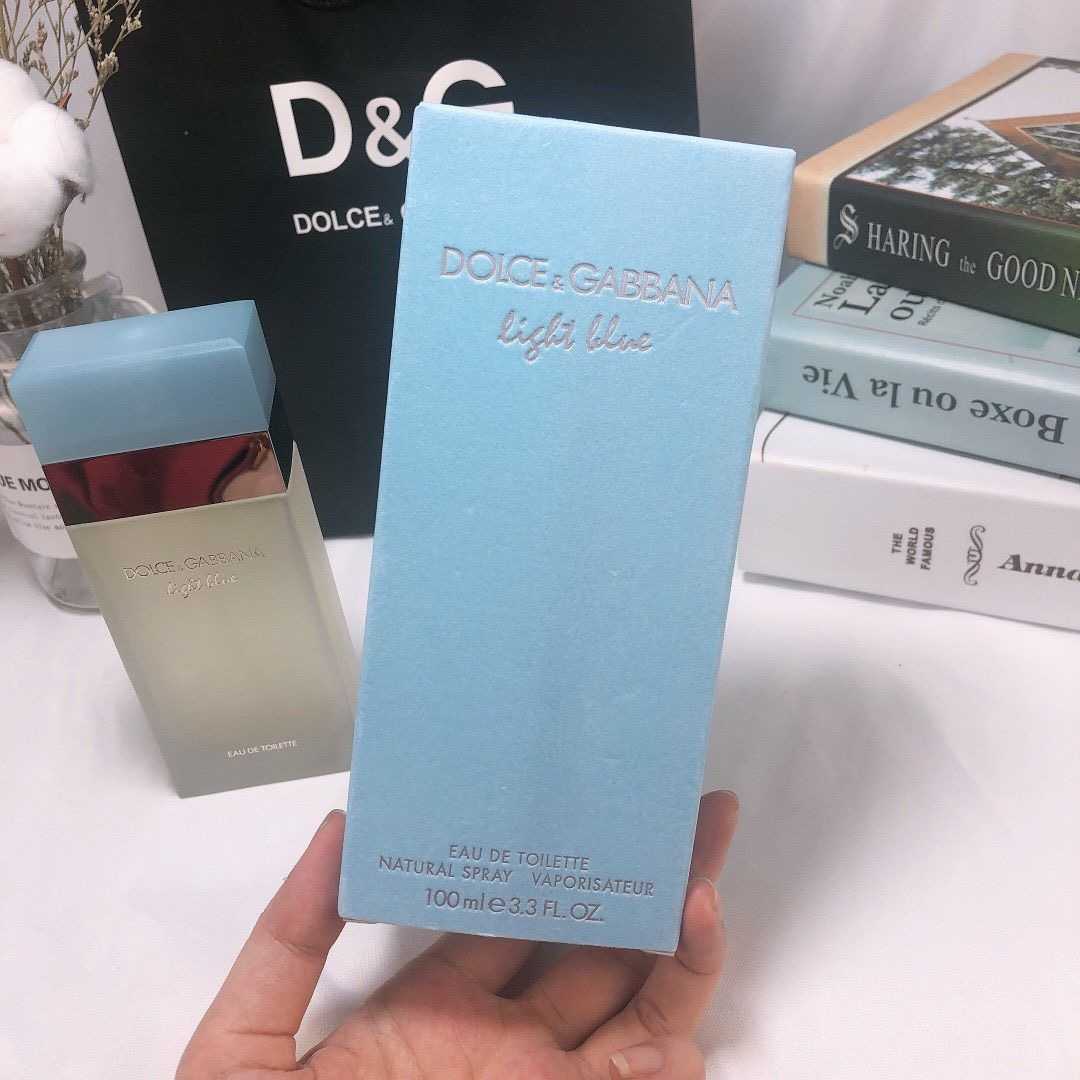 D&G
DOLCE&
DOLCE&GABBANA
light blue
EAU DE TOILETTE
NATURAL SPRAY VAPORISATEUR
100 ml e 3.3 FL. OZ.
DOLCE&GABBANA
light blue
EAU DE TOILETTE
SHARING the GOOD
Boxe ou la Vie
THE
WORLD
FAMOUS
Anna